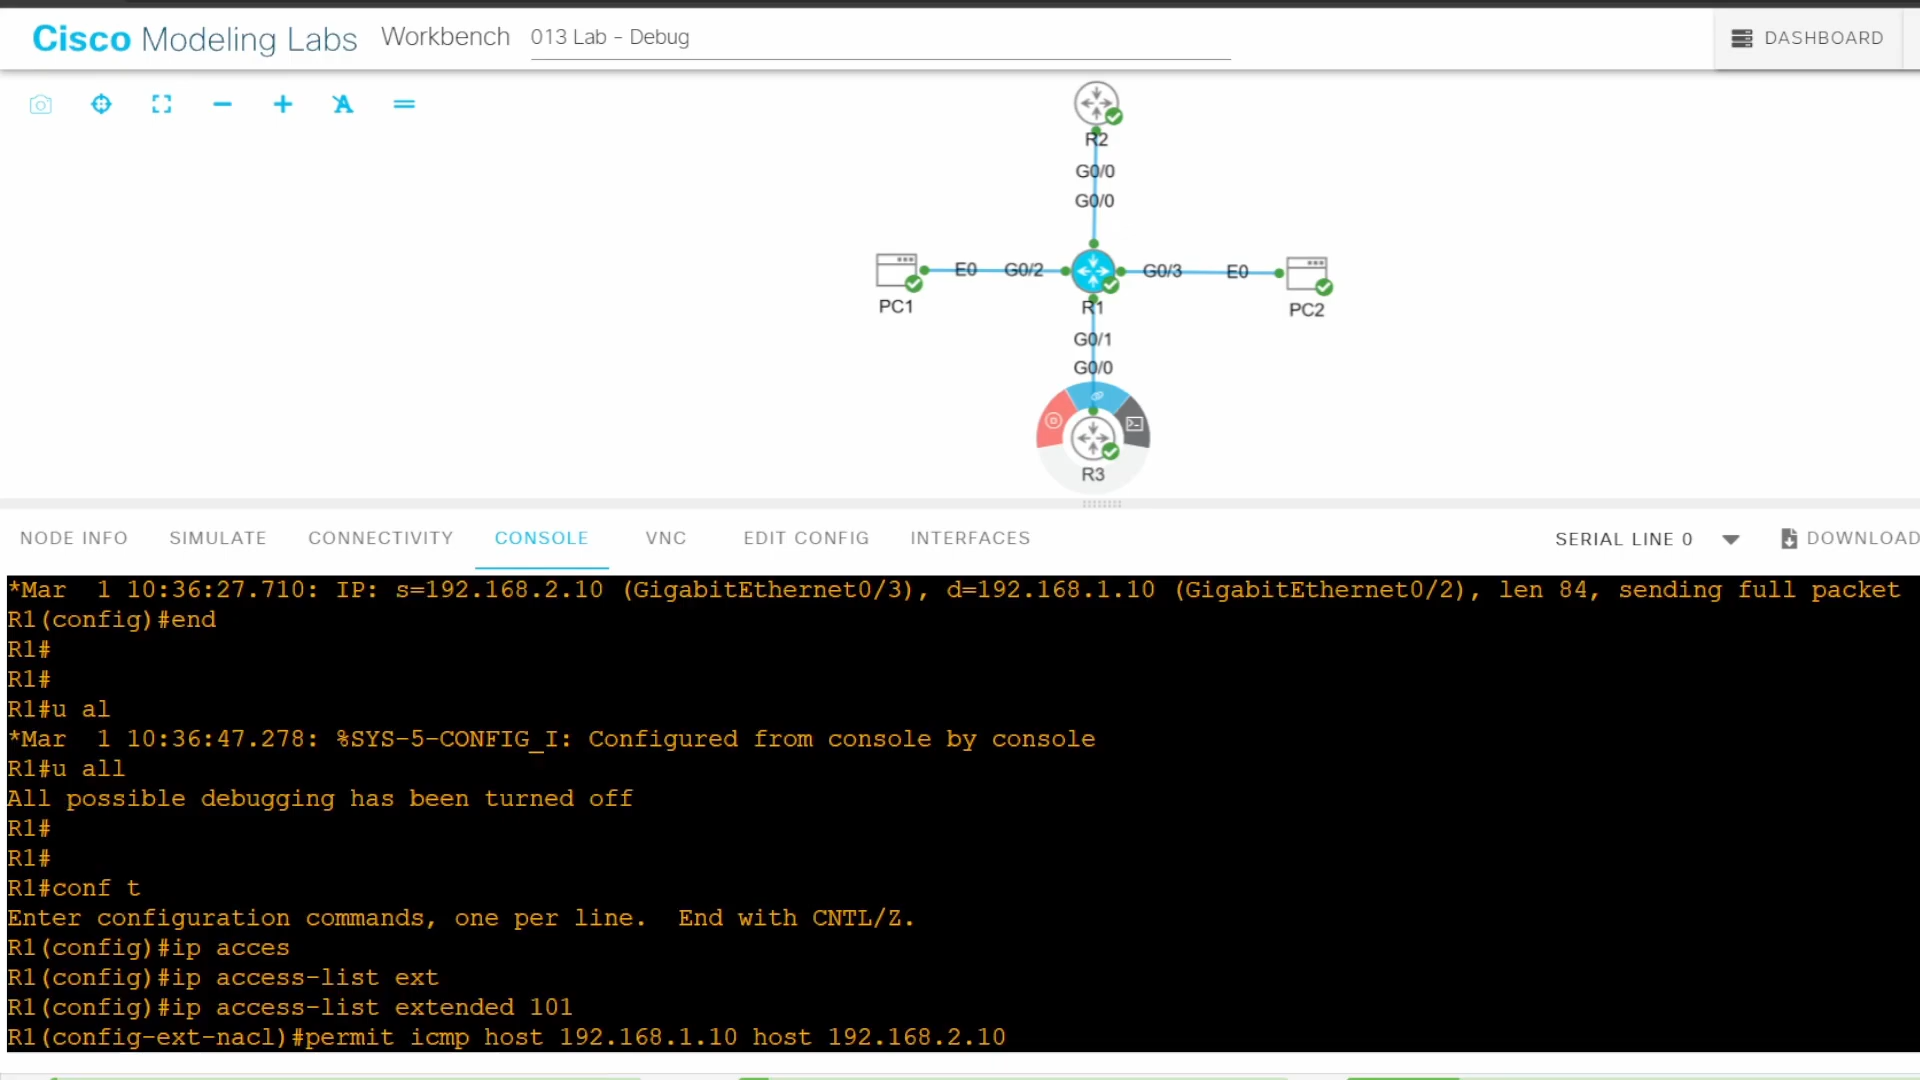 Cisco Modeling Labs Workbench 013 Lab - Debug DASHBOARD
R2
G0/0
G0/0
E0 G0/2 G0/3 E0
PC1 R1 PC2
G0/1
G0/0
R3
NODE INFO SIMULATE CONNECTIVITY CONSOLE VNC EDIT CONFIG INTERFACES SERIAL LINE 0 DOWNLOAD
*Mar  1 10:36:27.710: IP: s=192.168.2.10 (GigabitEthernet0/3), d=192.168.1.10 (GigabitEthernet0/2), len 84, sending full packet
R1(config)#end
R1#
R1#
R1#u al
*Mar  1 10:36:47.278: %SYS-5-CONFIG_I: Configured from console by console
R1#u all
All possible debugging has been turned off
R1#
R1#
R1#conf t
Enter configuration commands, one per line.  End with CNTL/Z.
R1(config)#ip acces
R1(config)#ip access-list ext
R1(config)#ip access-list extended 101
R1(config-ext-nacl)#permit icmp host 192.168.1.10 host 192.168.2.10